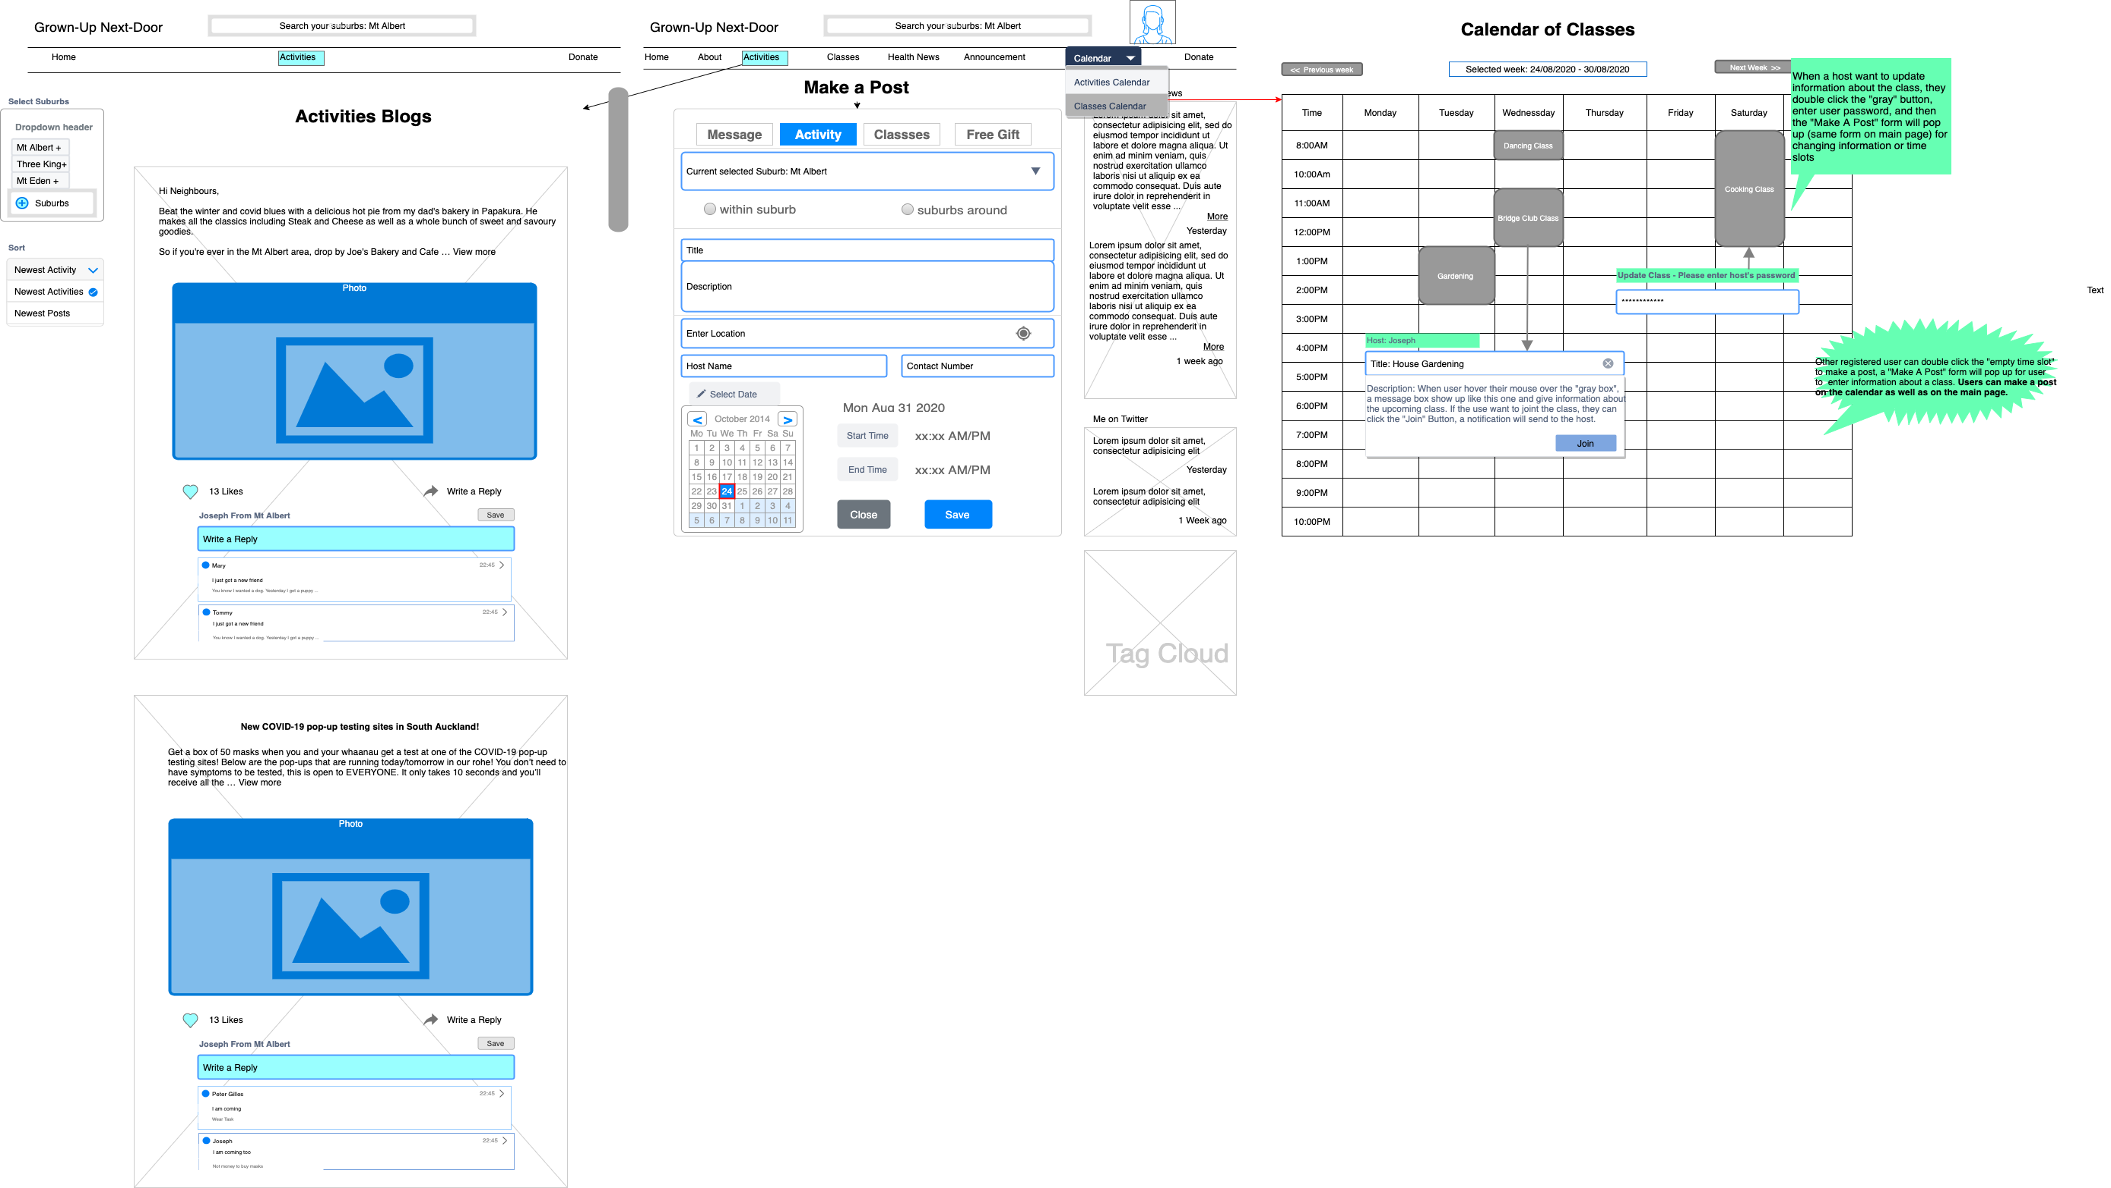 Grown-Up Next-Door
Search your suburbs: Mt Albert
Home
Activities
Donate
Select Suburbs
Dropdown header
Mt Albert +
Three King+
Mt Eden +
Suburbs
Sort
Newest Activity
Newest Activities
Newest Posts
Activities Blogs
Hi Neighbours,
Beat the winter and covid blues with a delicious hot pie from my dad's bakery in Papakura. He
makes all the classics including Steak and Cheese as well as a whole bunch of sweet and savoury
goodies.
So if you're ever in the Mt Albert area, drop by Joe's Bakery and Cafe ... View more
Photo
13 Likes
Write a Reply
Joseph From Mt Albert
Save
Write a Reply
Mary
22:45
I just got a new friend
You know I wanted a dog. Yesterday I got a puppy ...
Tommy
22:45
I just got a new friend
You know I wanted a dog. Yesterday I got a puppy ...
New COVID-19 pop-up testing sites in South Auckland!
Get a box of 50 masks when you and your whaanau get a test at one of the COVID-19 pop-up
testing sites! Below are the pop-ups that are running today/tomorrow in our rohe! You don't need to
have symptoms to be tested, this is open to EVERYONE. It only takes 10 seconds and you'll
receive all the ... View more
Photo
13 Likes
Write a Reply
Joseph From Mt Albert
Save
Write a Reply
Peter Gilles
22:45
I am coming
Wear Task
Joseph
22:45
I am coming too
Not money to buy masks
Grown-Up Next-Door
Search your suburbs: Mt Albert
Home
About
Activities
Classes
Health News
Announcement
Calendar
Donate
Activities Calendar
Classes Calendar
Make a Post
Message
Activity
Classses
Free Gift
Current selected Suburb: Mt Albert
within suburb
suburbs around
Title
Description
Enter Location
Host Name
Contact Number
Select Date
October 2014
Mo Tu We Th Fr Sa Su
1 2 3 4 5 6 7
8 9 10 11 12 13 14
15 16 17 18 19 20 21
22 23 24 25 26 27 28
29 30 31 1 2 3 4
5 6 7 8 9 10 11
Mon Aug 31 2020
Start Time
xx:xx AM/PM
End Time
xx:xx AM/PM
Close
Save
ews
Lorem ipsum dolor sit amet,
consectetur adipisicing elit, sed do
eiusmod tempor incididunt ut
labore et dolore magna aliqua. Ut
enim ad minim veniam, quis
nostrud exercitation ullamco
laboris nisi ut aliquip ex ea
commodo consequat. Duis aute
irure dolor in reprehenderit in
voluptate velit esse ...
More
Yesterday
Lorem ipsum dolor sit amet,
consectetur adipisicing elit, sed do
eiusmod tempor incididunt ut
labore et dolore magna aliqua. Ut
enim ad minim veniam, quis
nostrud exercitation ullamco
laboris nisi ut aliquip ex ea
commodo consequat. Duis aute
irure dolor in reprehenderit in
voluptate velit esse ...
More
1 week ago
Me on Twitter
Lorem ipsum dolor sit amet,
consectetur adipisicing elit
Yesterday
Lorem ipsum dolor sit amet,
consectetur adipisicing elit
1 Week ago
Tag Cloud
Calendar of Classes
<< Previous week
Selected week: 24/08/2020 - 30/08/2020
Next Week >>
Time
Monday
Tuesday
Wednesday
Thursday
Friday
Saturday
8:00AM
10:00Am
11:00AM
12:00PM
1:00PM
2:00PM
3:00PM
4:00PM
5:00PM
6:00PM
7:00PM
8:00PM
9:00PM
10:00PM
Dancing Class
Bridge Club Class
Gardening
Cooking Class
When a host want to update
information about the class, they
double click the "gray" button,
enter user password, and then
the "Make A Post" form will pop
up (same form on main page) for
changing information or time
slots
Update Class - Please enter host's password
************
Host: Joseph
Title: House Gardening
Description: When user hover their mouse over the "gray box",
a message box show up like this one and give information about
the upcoming class. If the use want to joint the class, they can
click the "Join" Button, a notification will send to the host.
Join
Text
Other registered user can double click the "empty time slot"
to make a post, a "Make A Post" form will pop up for user
to enter information about a class. Users can make a post
on the calendar as well as on the main page.